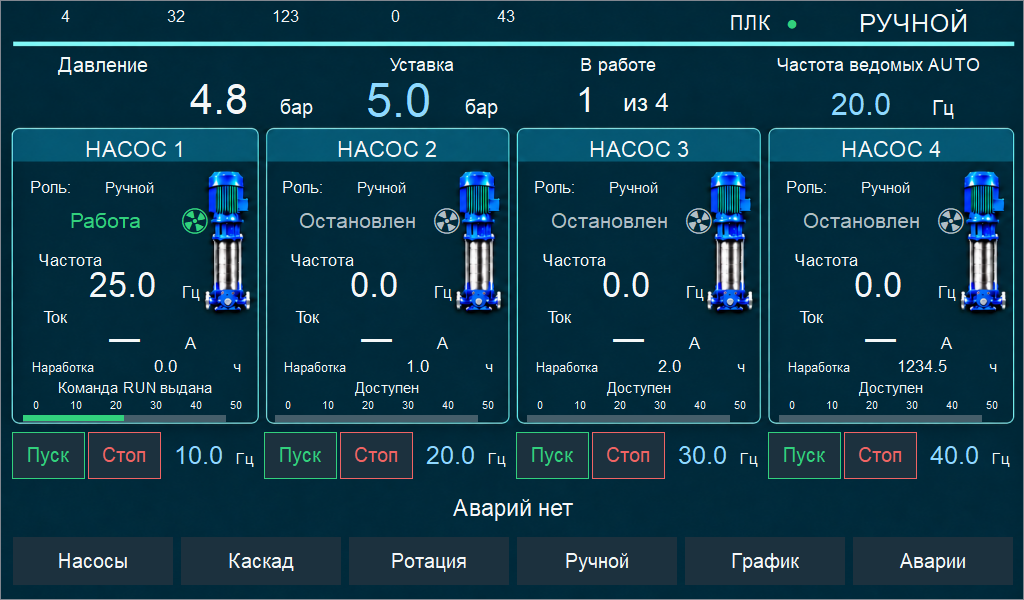 4 32 123 0 43
ПЛК РУЧНОЙ
Давление Уставка В работе Частота ведомых AUTO
4.8 бар 5.0 бар 1 из 4 20.0 Гц
НАСОС 1 НАСОС 2 НАСОС 3 НАСОС 4
Роль: Ручной Роль: Ручной Роль: Ручной Роль: Ручной
Работа Остановлен Остановлен Остановлен
Частота Частота Частота Частота
25.0 Гц 0.0 Гц 0.0 Гц 0.0 Гц
Ток Ток Ток Ток
— А — А — А — А
Наработка 0.0 ч Наработка 1.0 ч Наработка 2.0 ч Наработка 1234.5 ч
Команда RUN выдана Доступен Доступен Доступен
0 10 20 30 40 50 0 10 20 30 40 50 0 10 20 30 40 50 0 10 20 30 40 50
Пуск Стоп 10.0 Гц Пуск Стоп 20.0 Гц Пуск Стоп 30.0 Гц Пуск Стоп 40.0 Гц
Аварий нет
Насосы Каскад Ротация Ручной График Аварии